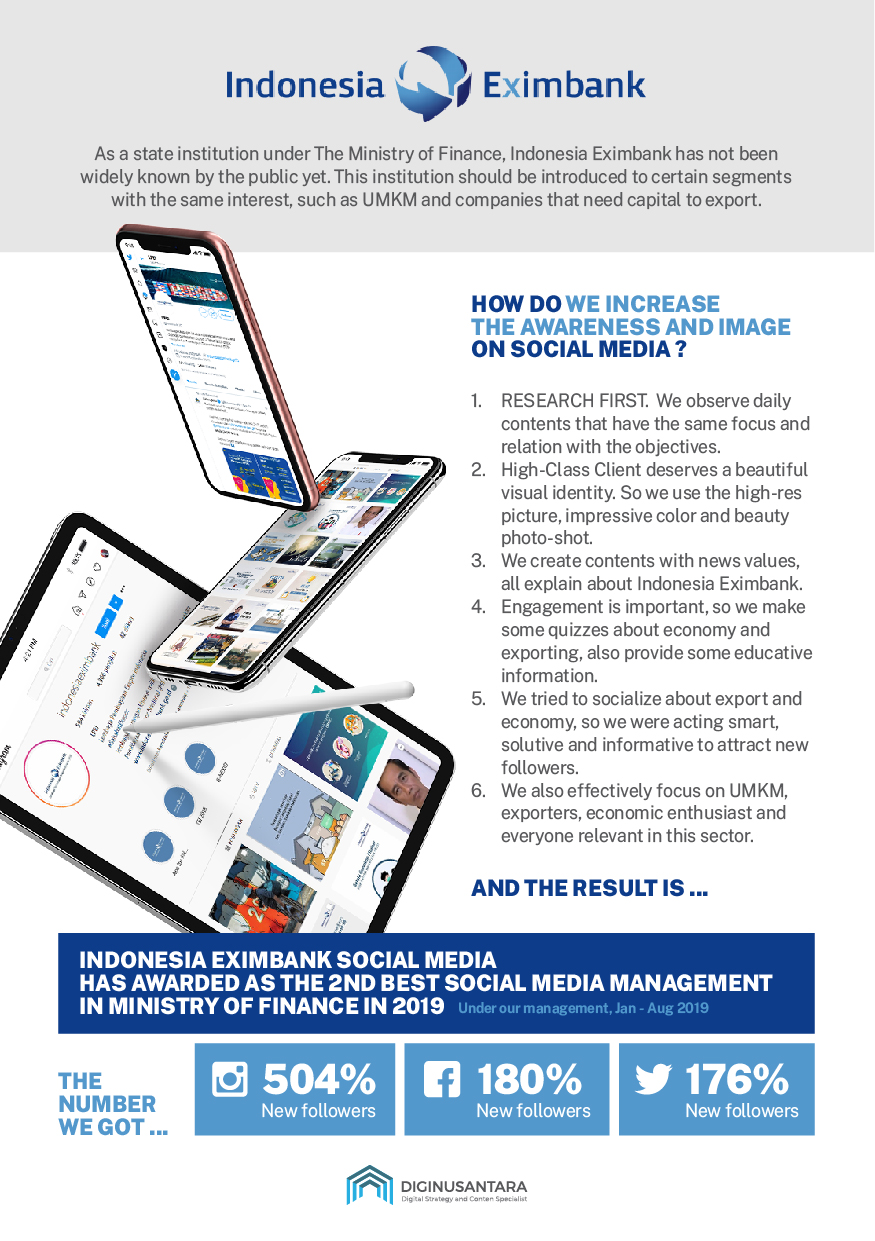 Indonesia Eximbank
As a state institution under The Ministry of Finance, Indonesia Eximbank has not been
widely known by the public yet. This institution should be introduced to certain segments
with the same interest, such as UMKM and companies that need capital to export.
HOW DO WE INCREASE
THE AWARENESS AND IMAGE
ON SOCIAL MEDIA ?
1. RESEARCH FIRST. We observe daily
contents that have the same focus and
relation with the objectives.
2. High-Class Client deserves a beautiful
visual identity. So we use the high-res
picture, impressive color and beauty
photo-shot.
3. We create contents with news values,
all explain about Indonesia Eximbank.
4. Engagement is important, so we make
some quizzes about economy and
exporting, also provide some educative
information.
5. We tried to socialize about export and
economy, so we were acting smart,
solutive and informative to attract new
followers.
6. We also effectively focus on UMKM,
exporters, economic enthusiast and
everyone relevant in this sector.
4:21 PM
indonesiaeximbank
AND THE RESULT IS ...
INDONESIA EXIMBANK SOCIAL MEDIA
HAS AWARDED AS THE 2ND BEST SOCIAL MEDIA MANAGEMENT
IN MINISTRY OF FINANCE IN 2019 Under our management, Jan - Aug 2019
THE
NUMBER
WE GOT ...
504%
New followers
180%
New followers
176%
New followers
DIGINUSANTARA
Digital Strategy and Conten Specialist